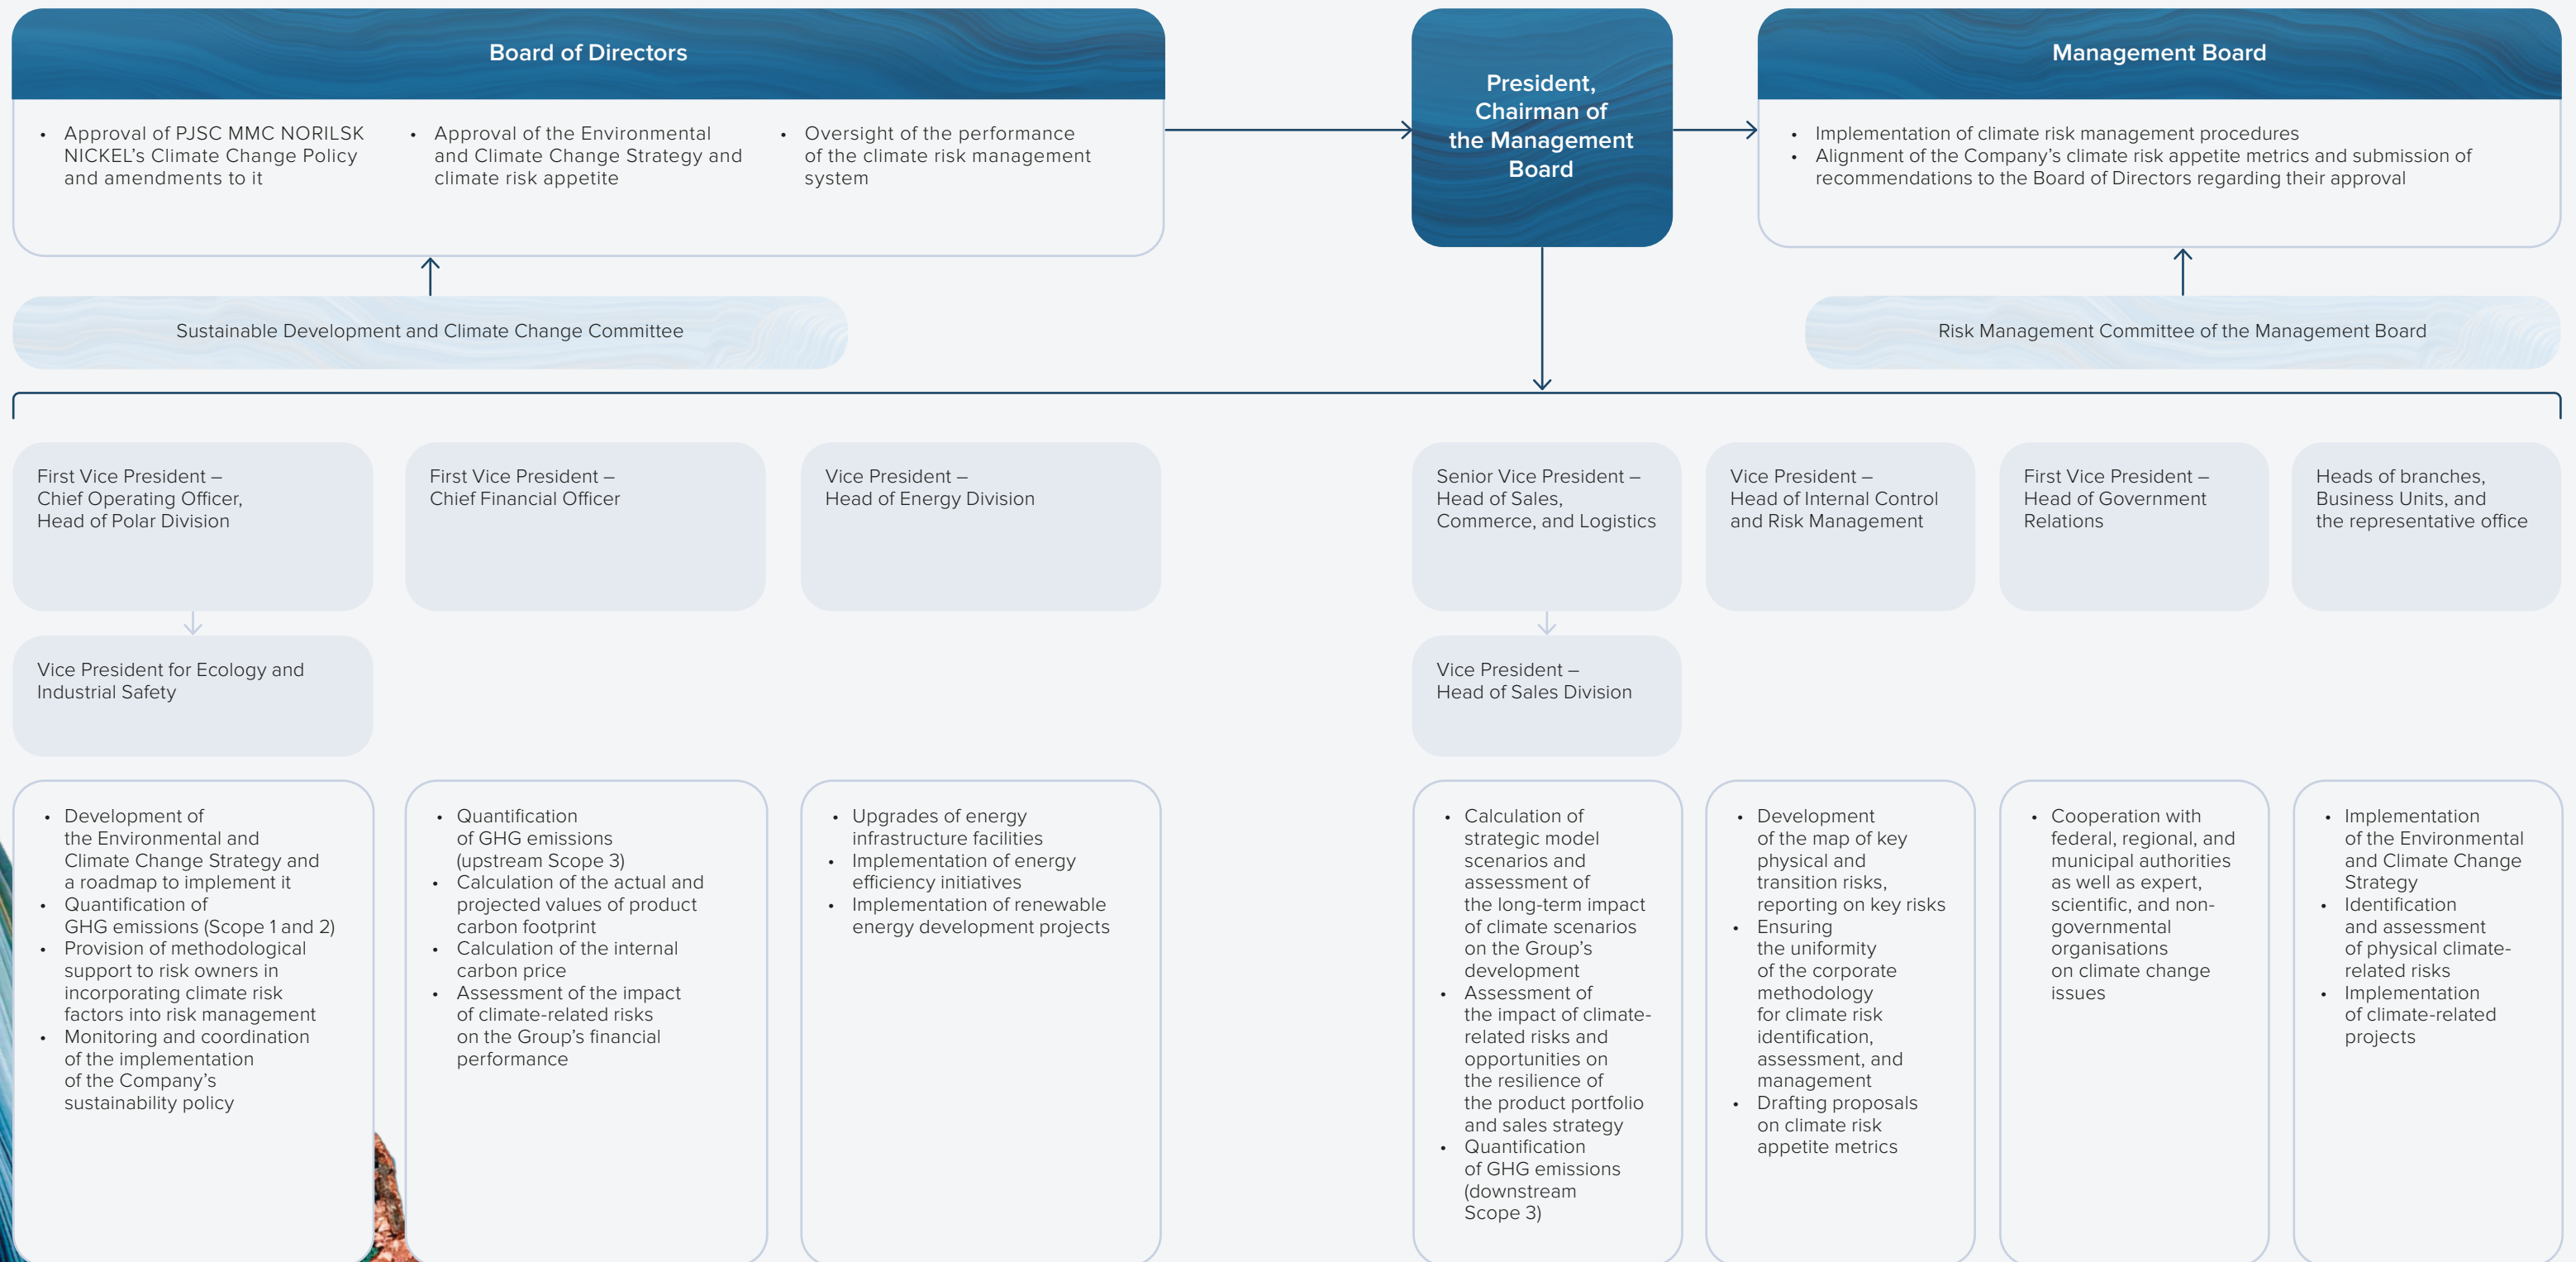 Board of Directors
• Approval of PJSC MMC NORILSK
NICKEL’s Climate Change Policy
and amendments to it
• Approval of the Environmental
and Climate Change Strategy and
climate risk appetite
• Oversight of the performance
of the climate risk management
system
President,
Chairman of
the Management
Board
Management Board
• Implementation of climate risk management procedures
• Alignment of the Company’s climate risk appetite metrics and submission of
recommendations to the Board of Directors regarding their approval
Sustainable Development and Climate Change Committee
Risk Management Committee of the Management Board
First Vice President –
Chief Operating Officer,
Head of Polar Division
First Vice President –
Chief Financial Officer
Vice President –
Head of Energy Division
Senior Vice President –
Head of Sales,
Commerce, and Logistics
Vice President –
Head of Internal Control
and Risk Management
First Vice President –
Head of Government
Relations
Heads of branches,
Business Units, and
the representative office
Vice President for Ecology and
Industrial Safety
Vice President –
Head of Sales Division
• Development of
the Environmental and
Climate Change Strategy and
a roadmap to implement it
• Quantification of
GHG emissions (Scope 1 and 2)
• Provision of methodological
support to risk owners in
incorporating climate risk
factors into risk management
• Monitoring and coordination
of the implementation
of the Company’s
sustainability policy
• Quantification
of GHG emissions
(upstream Scope 3)
• Calculation of the actual and
projected values of product
carbon footprint
• Calculation of the internal
carbon price
• Assessment of the impact
of climate-related risks
on the Group’s financial
performance
• Upgrades of energy
infrastructure facilities
• Implementation of energy
efficiency initiatives
• Implementation of renewable
energy development projects
• Calculation of
strategic model
scenarios and
assessment of
the long-term impact
of climate scenarios
on the Group’s
development
• Assessment of
the impact of climate-
related risks and
opportunities on
the resilience of
the product portfolio
and sales strategy
• Quantification
of GHG emissions
(downstream
Scope 3)
• Development
of the map of key
physical and
transition risks,
reporting on key risks
• Ensuring
the uniformity
of the corporate
methodology
for climate risk
identification,
assessment, and
management
• Drafting proposals
on climate risk
appetite metrics
• Cooperation with
federal, regional, and
municipal authorities
as well as expert,
scientific, and non-
governmental
organisations
on climate change
issues
• Implementation
of the Environmental
and Climate Change
Strategy
• Identification
and assessment
of physical climate-
related risks
• Implementation
of climate-related
projects